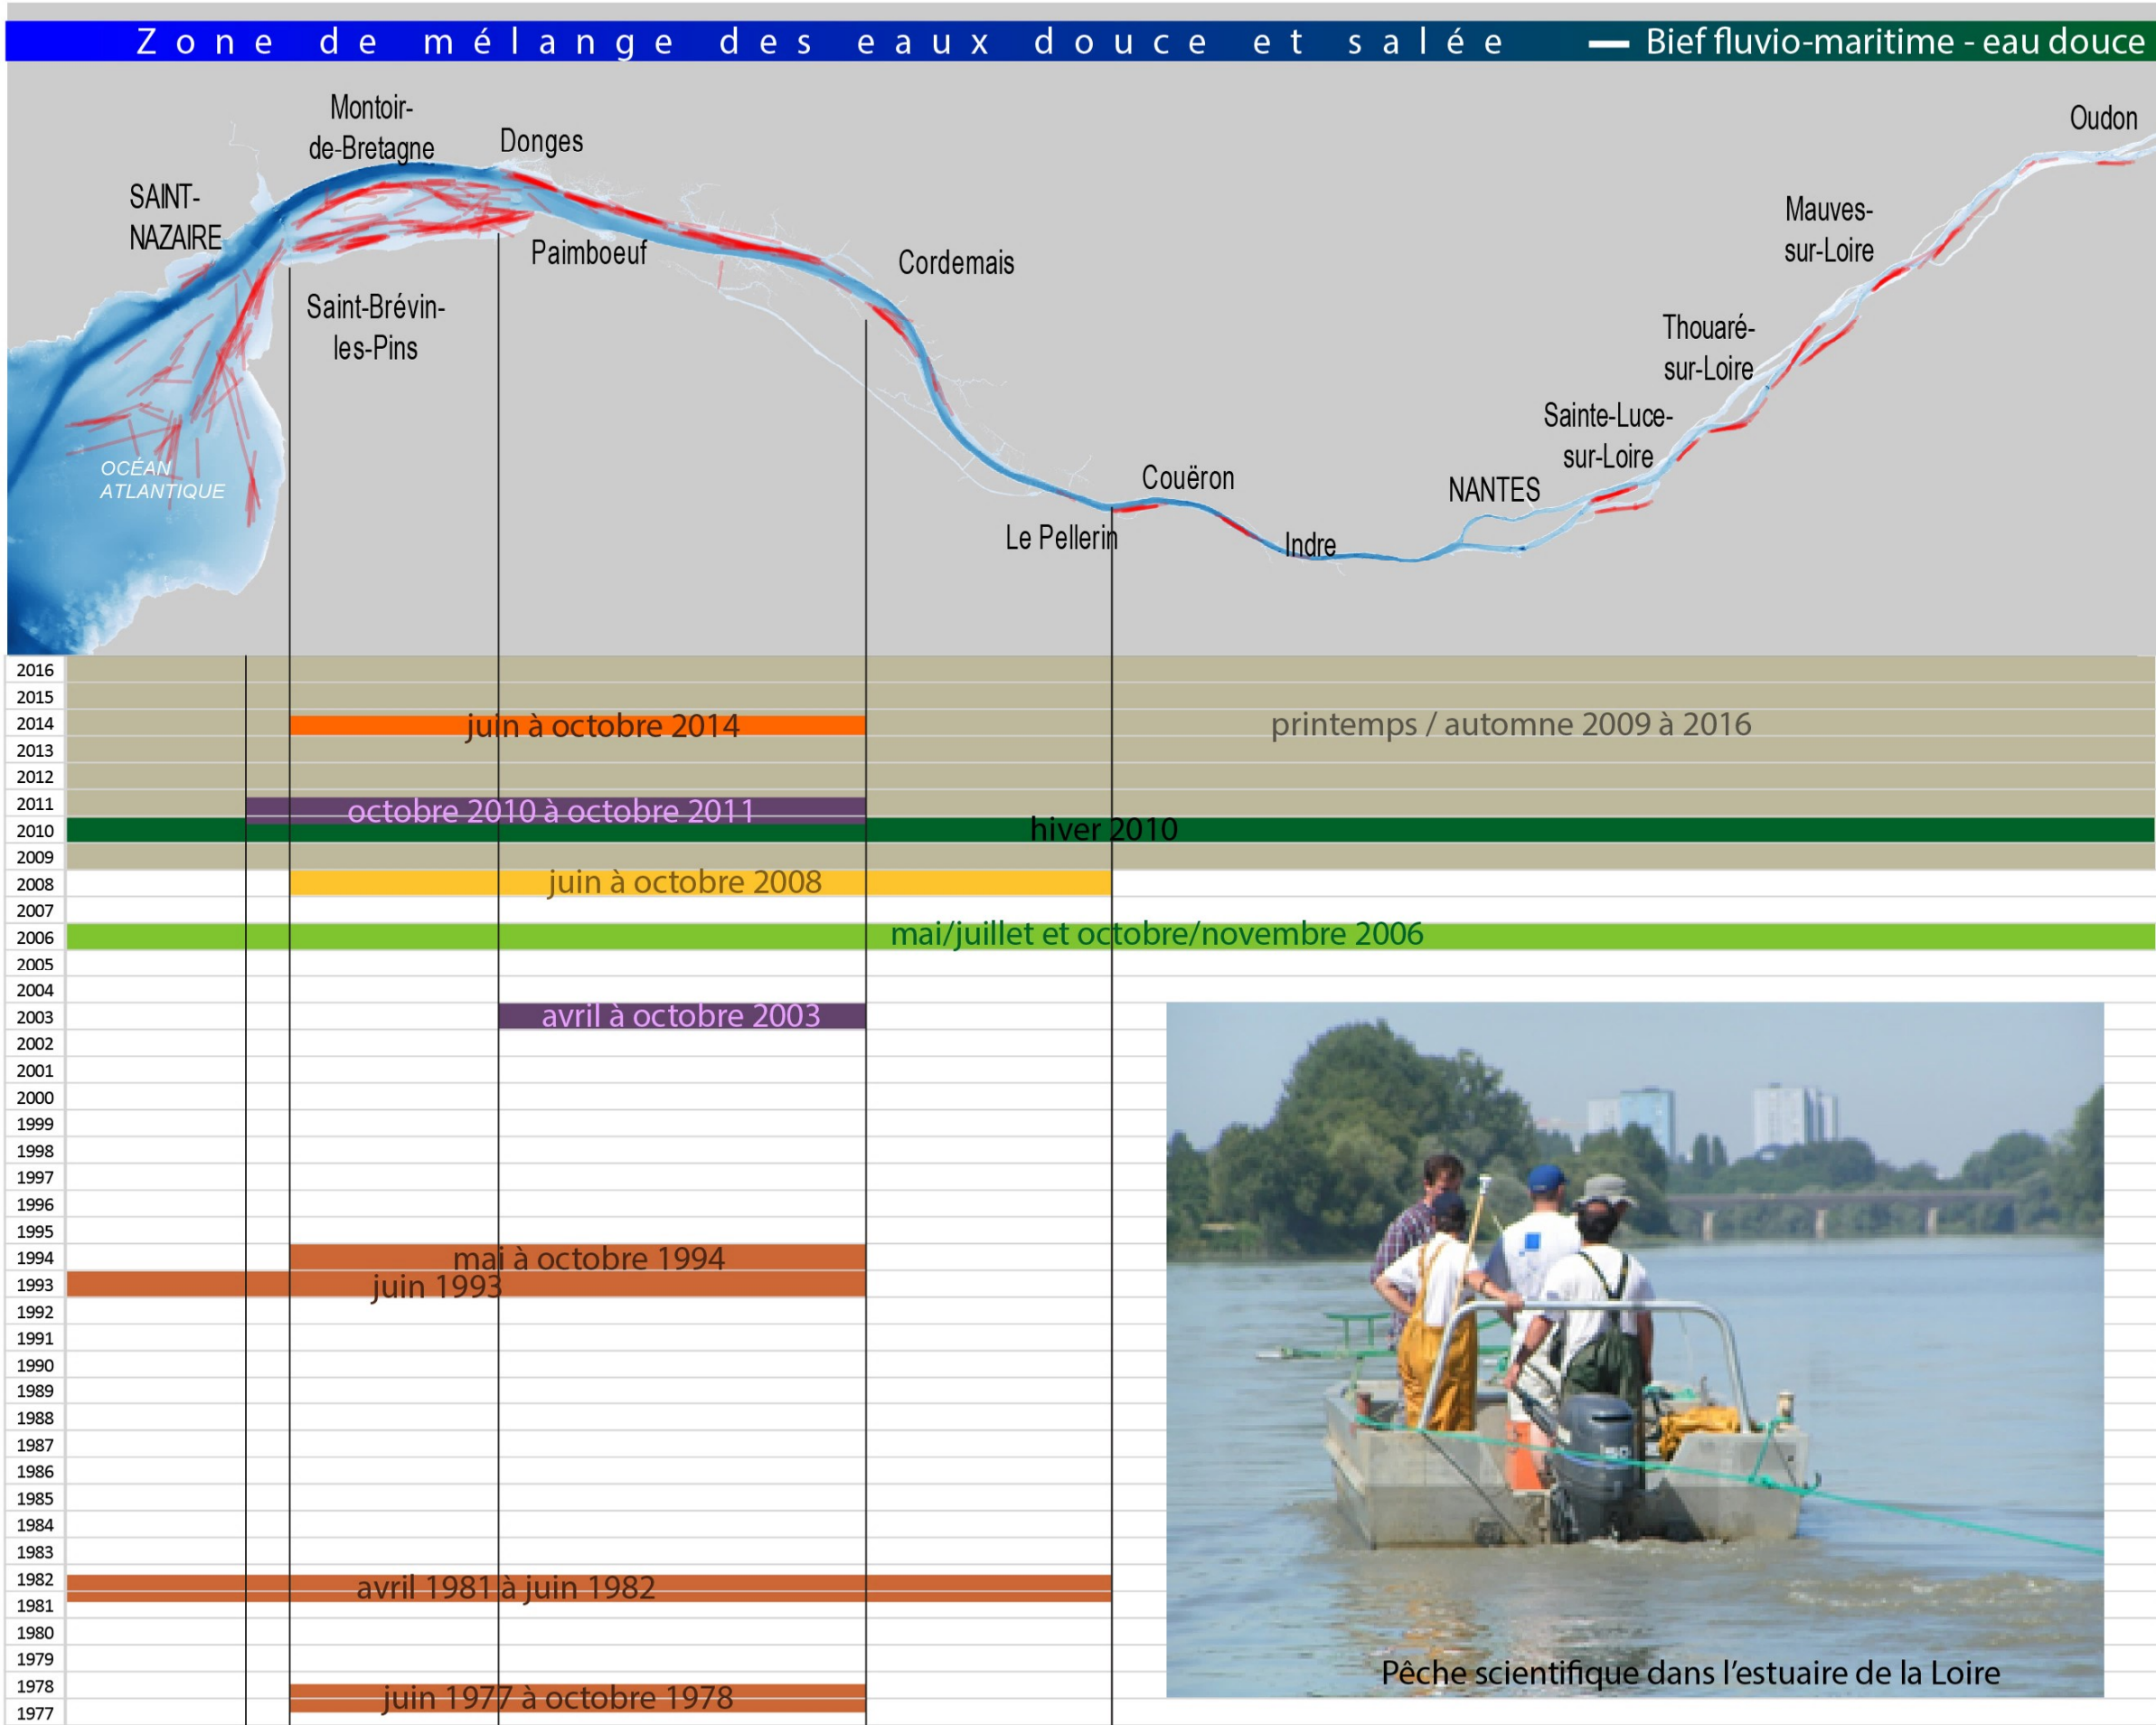 Zone de mélange des eaux douce et salée — Bief fluvio-maritime - eau douce
Oudon
Montoir-
de-Bretagne
Donges
SAINT-
NAZAIRE
Mauves-
sur-Loire
Paimboeuf
Cordemais
Saint-Brévin-
les-Pins
Thouaré-
sur-Loire
Sainte-Luce-
sur-Loire
OCÉAN
ATLANTIQUE
Couëron
NANTES
Le Pellerin
Indre
2016
2015
2014
juin à octobre 2014
printemps / automne 2009 à 2016
2013
2012
2011
octobre 2010 à octobre 2011
2010
hiver 2010
2009
2008
juin à octobre 2008
2007
2006
mai/juillet et octobre/novembre 2006
2005
2004
2003
avril à octobre 2003
2002
2001
2000
1999
1998
1997
1996
1995
1994
mai à octobre 1994
1993
juin 1993
1992
1991
1990
1989
1988
1987
1986
1985
1984
1983
1982
avril 1981 à juin 1982
1981
1980
1979
1978
juin 1977 à octobre 1978
1977
50
Pêche scientifique dans l'estuaire de la Loire